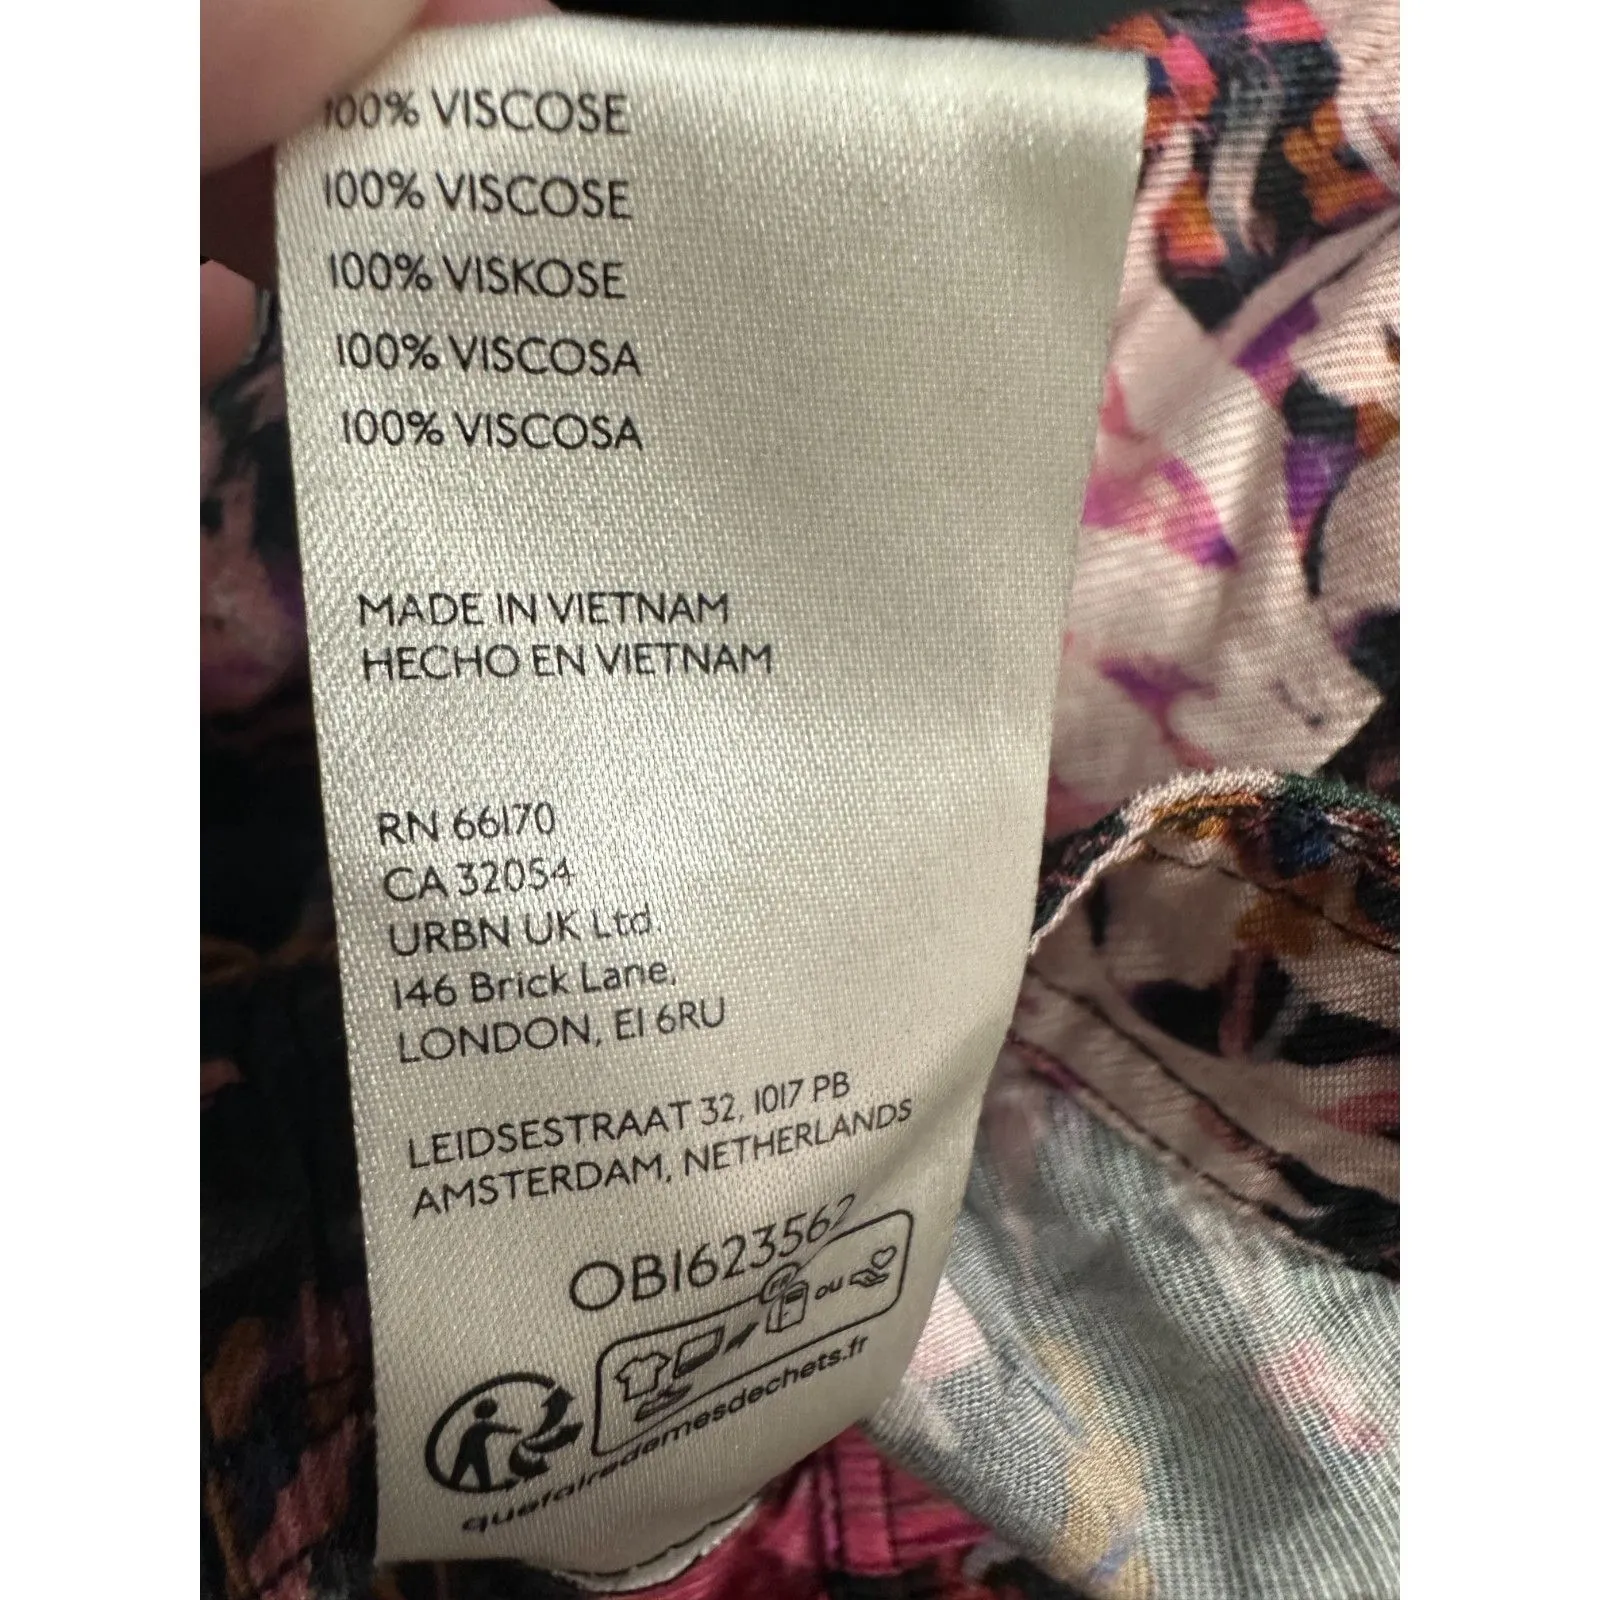 100% VISCOSE
100% VISCOSE
100% VISKOSE
100% VISCOSA
100% VISCOSA
MADE IN VIETNAM
HECHO EN VIETNAM
RN 66170
CA 32054
URBN UK Ltd.
146 Brick Lane,
LONDON, E1 6RU
LEIDSESTRAAT 32, 1017 PB
AMSTERDAM, NETHERLANDS
OB1623562
FR
ou
quefairedemesdechets.fr